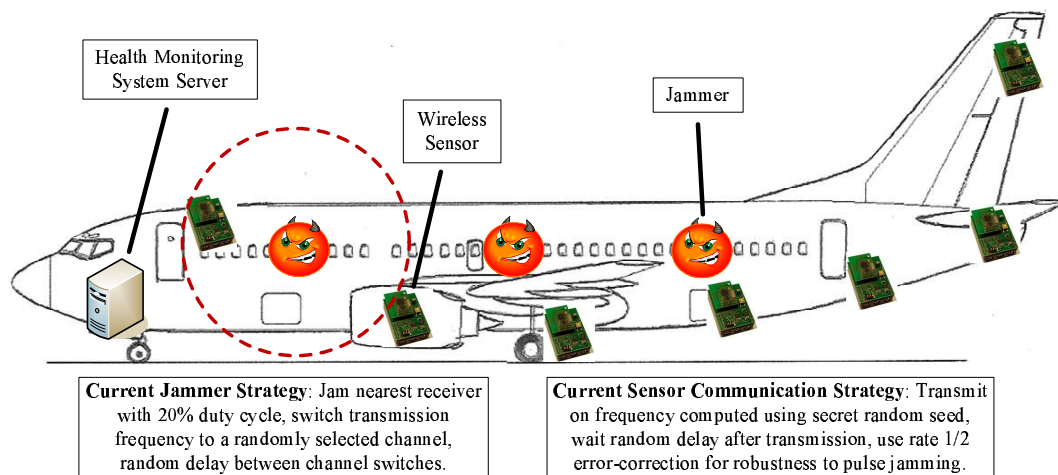 Health Monitoring
System Server
Wireless
Sensor
Jammer
Current Jammer Strategy: Jam nearest receiver
with 20% duty cycle, switch transmission
frequency to a randomly selected channel,
random delay between channel switches.
Current Sensor Communication Strategy: Transmit
on frequency computed using secret random seed,
wait random delay after transmission, use rate 1/2
error-correction for robustness to pulse jamming.